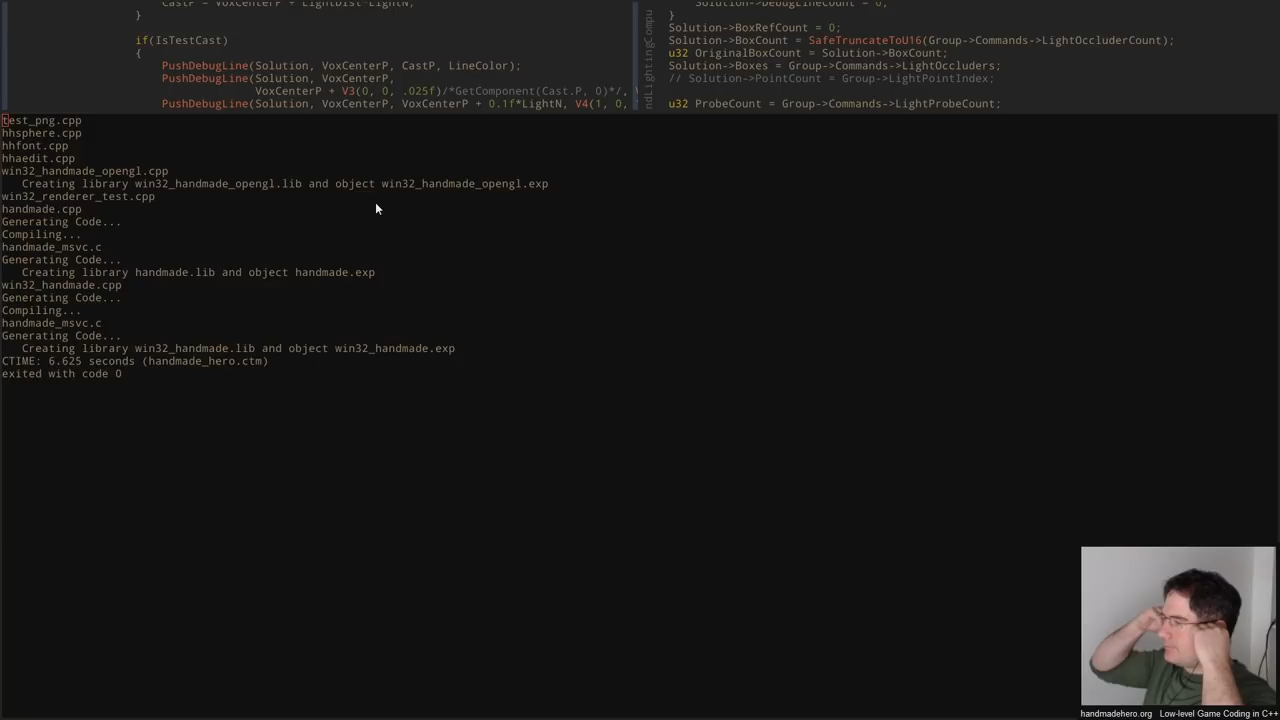 CastP = VoxCenterP + LightDist*LightN;
}
if(IsTestCast)
{
PushDebugLine(Solution, VoxCenterP, CastP, LineColor);
PushDebugLine(Solution, VoxCenterP,
VoxCenterP + V3(0, 0, .025f)/*GetComponent(Cast.P, 0)*/,
PushDebugLine(Solution, VoxCenterP, VoxCenterP + 0.1f*LightN, V4(1, 0,
ndLightingCompu
Solution->DebugLineCount = 0;
}
Solution->BoxRefCount = 0;
Solution->BoxCount = SafeTruncateToU16(Group->Commands->LightOccluderCount);
u32 OriginalBoxCount = Solution->BoxCount;
Solution->Boxes = Group->Commands->LightOccluders;
// Solution->PointCount = Group->LightPointIndex;
u32 ProbeCount = Group->Commands->LightProbeCount;
test_png.cpp
hhsphere.cpp
hhfont.cpp
hhaedit.cpp
win32_handmade_opengl.cpp
Creating library win32_handmade_opengl.lib and object win32_handmade_opengl.exp
win32_renderer_test.cpp
handmade.cpp
Generating Code...
Compiling...
handmade_msvc.c
Generating Code...
Creating library handmade.lib and object handmade.exp
win32_handmade.cpp
Generating Code...
Compiling...
handmade_msvc.c
Generating Code...
Creating library win32_handmade.lib and object win32_handmade.exp
CTIME: 6.625 seconds (handmade_hero.ctm)
exited with code 0
handmadehero.org Low-level Game Coding in C++